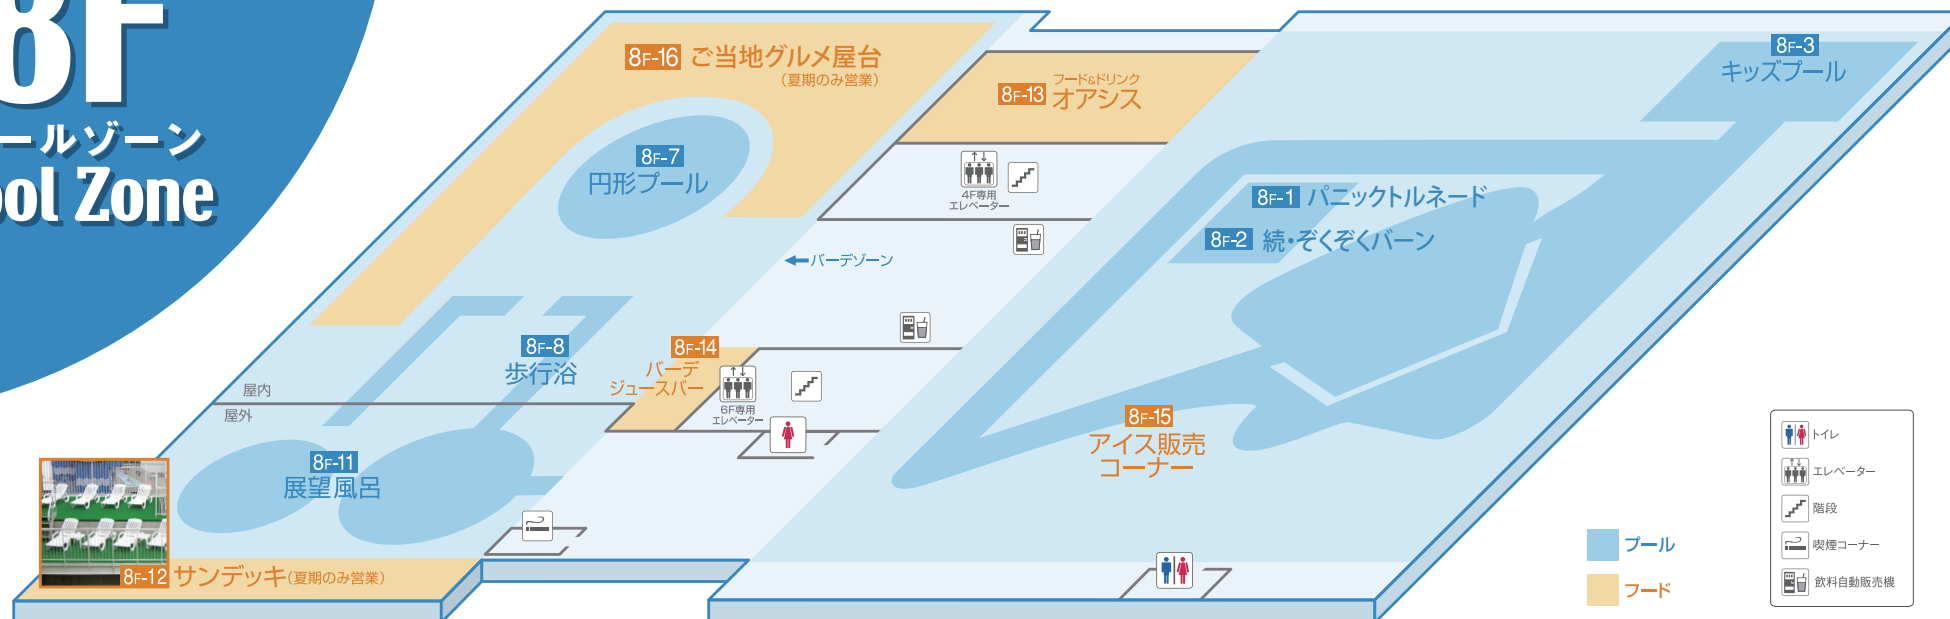 8F
ールゾーン
ool Zone
8F-16 ご当地グルメ屋台
(夏期のみ営業)
8F-13 フード&ドリンク
オアシス
8F-3
キッズプール
8F-7
円形プール
4F専用
エレベーター
8F-1 パニックトルネード
8F-2 続・ぞくぞくバーン
←バーデゾーン
8F-8
歩行浴
8F-14
バーデ
ジュースバー
6F専用
エレベーター
屋内
屋外
8F-11
展望風呂
8F-15
アイス販売
コーナー
8F-12 サンデッキ(夏期のみ営業)
プール
フード
トイレ
エレベーター
階段
喫煙コーナー
飲料自動販売機